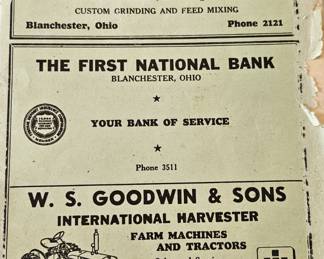 CUSTOM GRINDING AND FEED MIXING
Blanchester, Ohio Phone 2121
THE FIRST NATIONAL BANK
BLANCHESTER, OHIO
YOUR BANK OF SERVICE
Phone 3511
W. S. GOODWIN & SONS
INTERNATIONAL HARVESTER
FARM MACHINES
AND TRACTORS